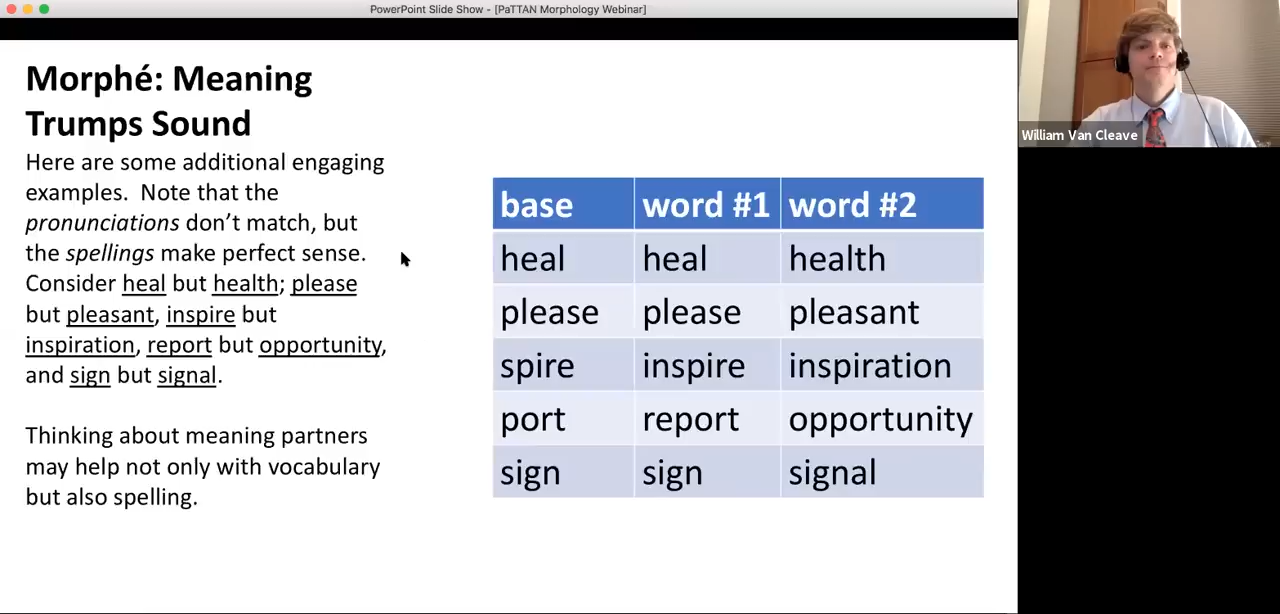 PowerPoint Slide Show - [PaTTAN Morphology Webinar]
Morphé: Meaning
Trumps Sound
Here are some additional engaging
examples. Note that the
pronunciations don't match, but
the spellings make perfect sense.
Consider heal but health; please
but pleasant, inspire but
inspiration, report but opportunity,
and sign but signal.
Thinking about meaning partners
may help not only with vocabulary
but also spelling.
base word #1 word #2
heal heal health
please please pleasant
spire inspire inspiration
port report opportunity
sign sign signal
William Van Cleave